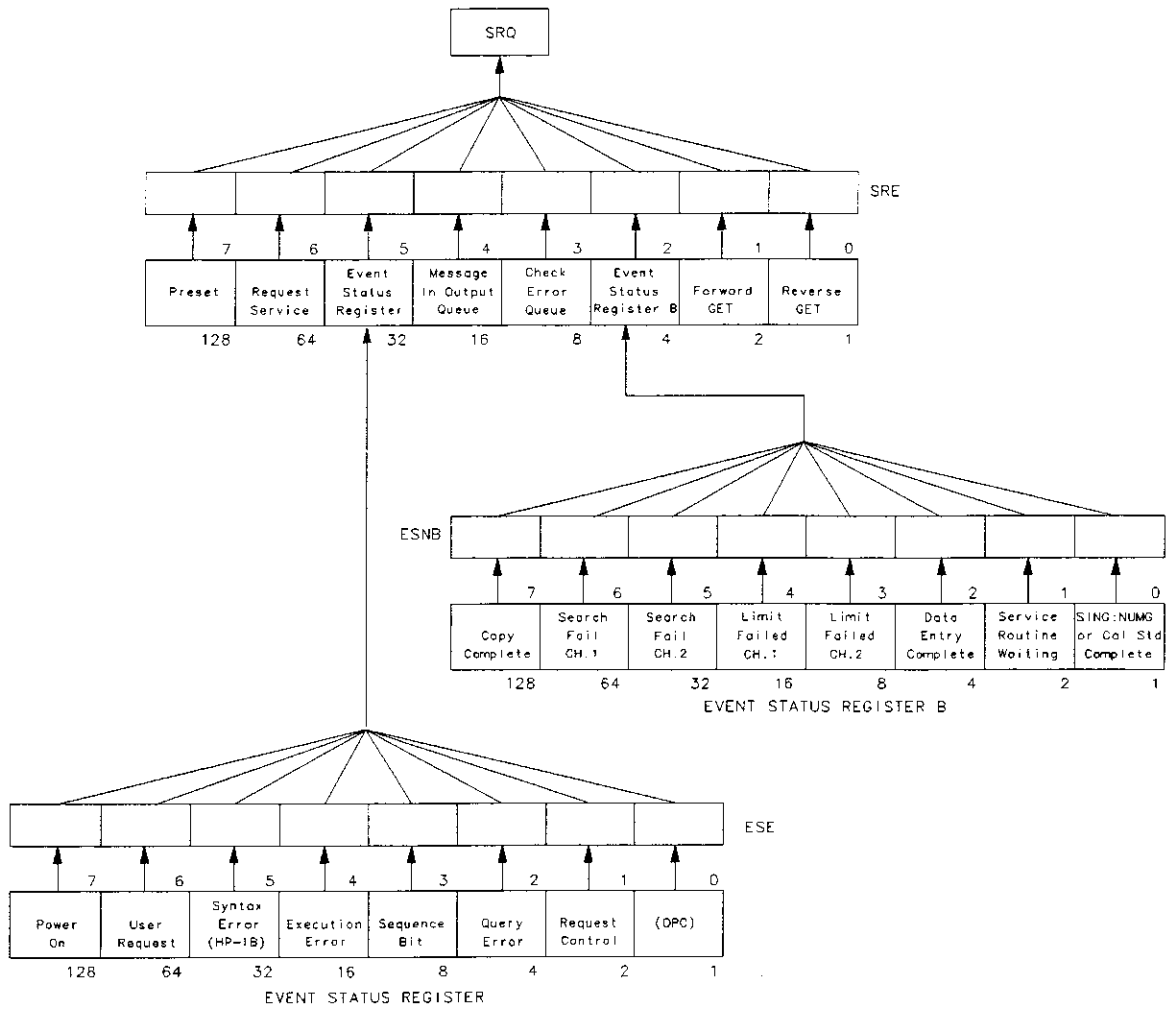 SRQ
SRE
7 6 5 4 3 2 1 0
Preset
Request
Service
Event
Status
Register
Message
In Output
Queue
Check
Error
Queue
Event
Status
Register B
Forward
GET
Reverse
GET
128 64 32 16 8 4 2 1
ESNB
7 6 5 4 3 2 1 0
Copy
Complete
Search
Fail
CH.1
Search
Fail
CH.2
Limit
Failed
CH.1
Limit
Failed
CH.2
Data
Entry
Complete
Service
Routine
Waiting
SING:NUMG
or Cal Std
Complete
128 64 32 16 8 4 2 1
EVENT STATUS REGISTER B
ESE
7 6 5 4 3 2 1 0
Power
On
User
Request
Syntax
Error
(HP-IB)
Execution
Error
Sequence
Bit
Query
Error
Request
Control
(OPC)
128 64 32 16 8 4 2 1
EVENT STATUS REGISTER